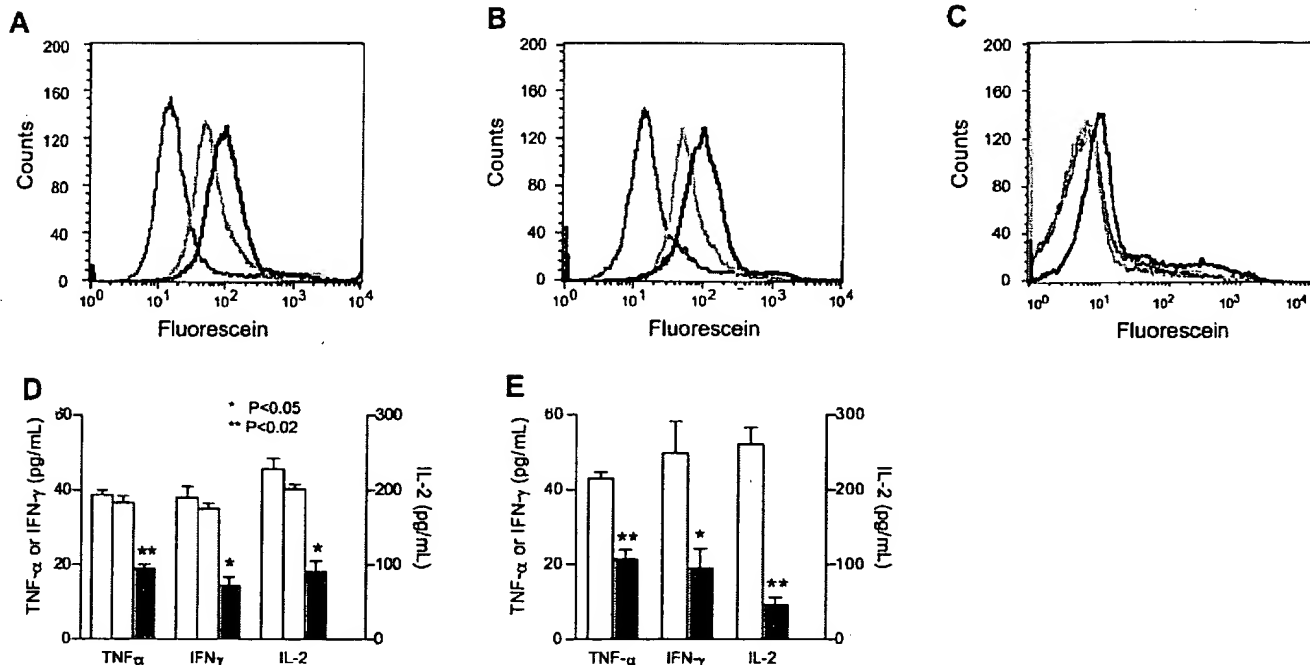 A
200
160
120
80
40
0
Counts
10^0 10^1 10^2 10^3 10^4
Fluorescein
B
200
160
120
80
40
0
Counts
10^0 10^1 10^2 10^3 10^4
Fluorescein
C
200
160
120
80
40
0
Counts
10^0 10^1 10^2 10^3 10^4
Fluorescein
D
* P<0.05
** P<0.02
TNF-α or IFN-γ (pg/mL)
60
40
20
0
** * *
300
200
100
0
IL-2 (pg/mL)
TNFα IFNγ IL-2
E
TNF-α or IFN-γ (pg/mL)
60
40
20
0
** * **
300
200
100
0
IL-2 (pg/mL)
TNF-α IFN-γ IL-2